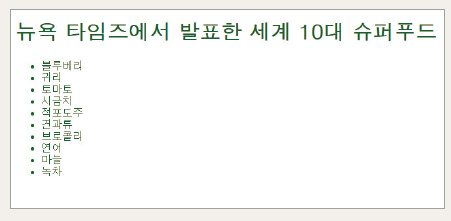 뉴욕 타임즈에서 발표한 세계 10대 슈퍼푸드
블루베리
귀리
토마토
시금치
적포도주
견과류
브로콜리
연어
마늘
녹차